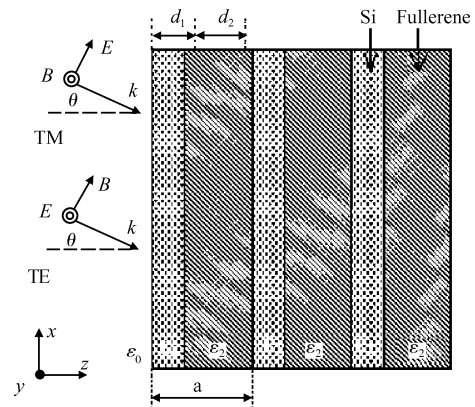 d₁ d₂ Si Fullerene
E
B k
θ
TM
B
E k
θ
TE
x
ε₀ ε₂ ε₂ ε₂
y z
a